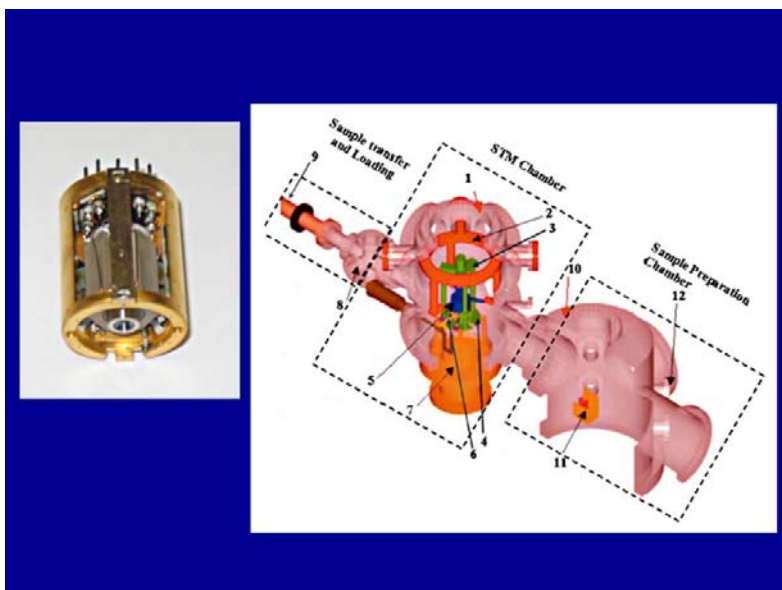 Sample transfer
and Loading
9
STM Chamber
1
2
3
Sample Preparation
Chamber
10
12
8
5
7
4
6
11